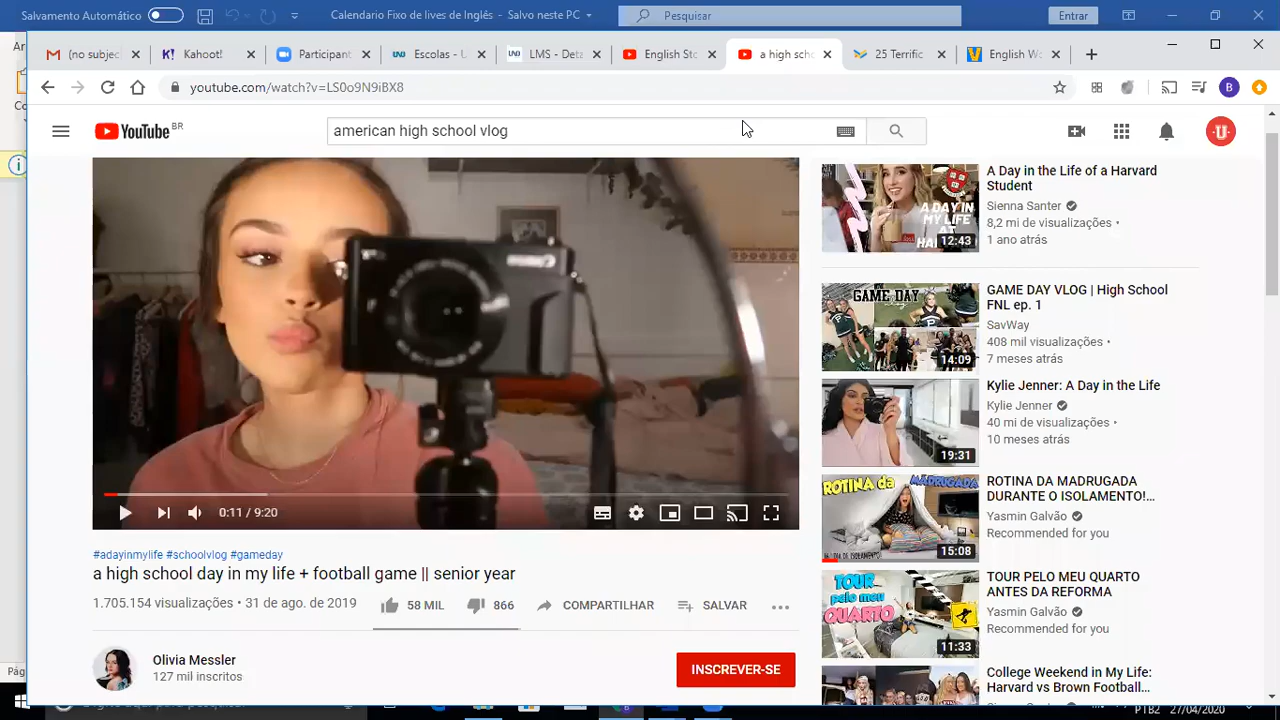 Salvamento Automático
Calendario Fixo de lives de Inglês - Salvo neste PC
Pesquisar
Entrar
(no subjec
Kahoot!
Participant
Escolas - U
LMS - Deta
English Sto
a high scho
25 Terrific
English Wo
youtube.com/watch?v=LS0o9N9iBX8
B
YouTube BR
american high school vlog
A Day in the Life of a Harvard
Student
Sienna Santer
8,2 mi de visualizações •
1 ano atrás
A DAY IN
MY LIFE
AT
12:43
GAME DAY VLOG | High School
FNL ep. 1
SavWay
408 mil visualizações •
7 meses atrás
GAME DAY
14:09
Kylie Jenner: A Day in the Life
Kylie Jenner
40 mi de visualizações •
10 meses atrás
19:31
ROTINA DA MADRUGADA
DURANTE O ISOLAMENTO!...
Yasmin Galvão
Recommended for you
ROTINA da MADRUGADA
15:08
TOUR PELO MEU QUARTO
ANTES DA REFORMA
Yasmin Galvão
Recommended for you
TOUR
pelo meu
QUARTO
11:33
College Weekend in My Life:
Harvard vs Brown Football...
0:11 / 9:20
#adayinmylife #schoolvlog #gameday
a high school day in my life + football game || senior year
1.705.154 visualizações • 31 de ago. de 2019
58 MIL
866
COMPARTILHAR
SALVAR
Olivia Messler
127 mil inscritos
INSCREVER-SE
PTB2
27/04/2020